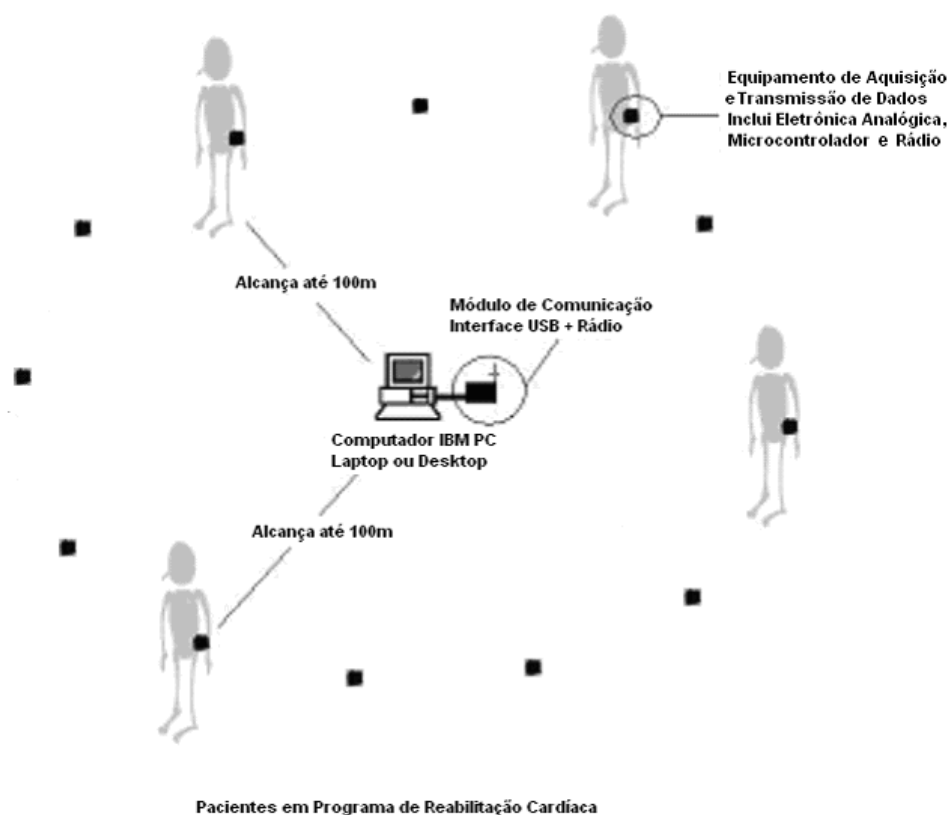 Equipamento de Aquisição
e Transmissão de Dados
Inclui Eletrônica Analógica,
Microcontrolador e Rádio
Alcança até 100m
Módulo de Comunicação
Interface USB + Rádio
Computador IBM PC
Laptop ou Desktop
Alcança até 100m
Pacientes em Programa de Reabilitação Cardíaca